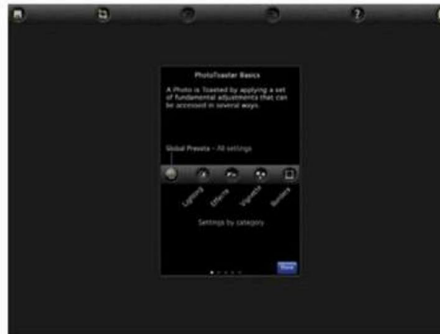 ?
PhotoToaster Basics
A Photo is Toasted by applying a set
of fundamental adjustments that can
be accessed in several ways.
Global Presets - All settings
Lighting Effects Vignette Borders
Settings by category
Done